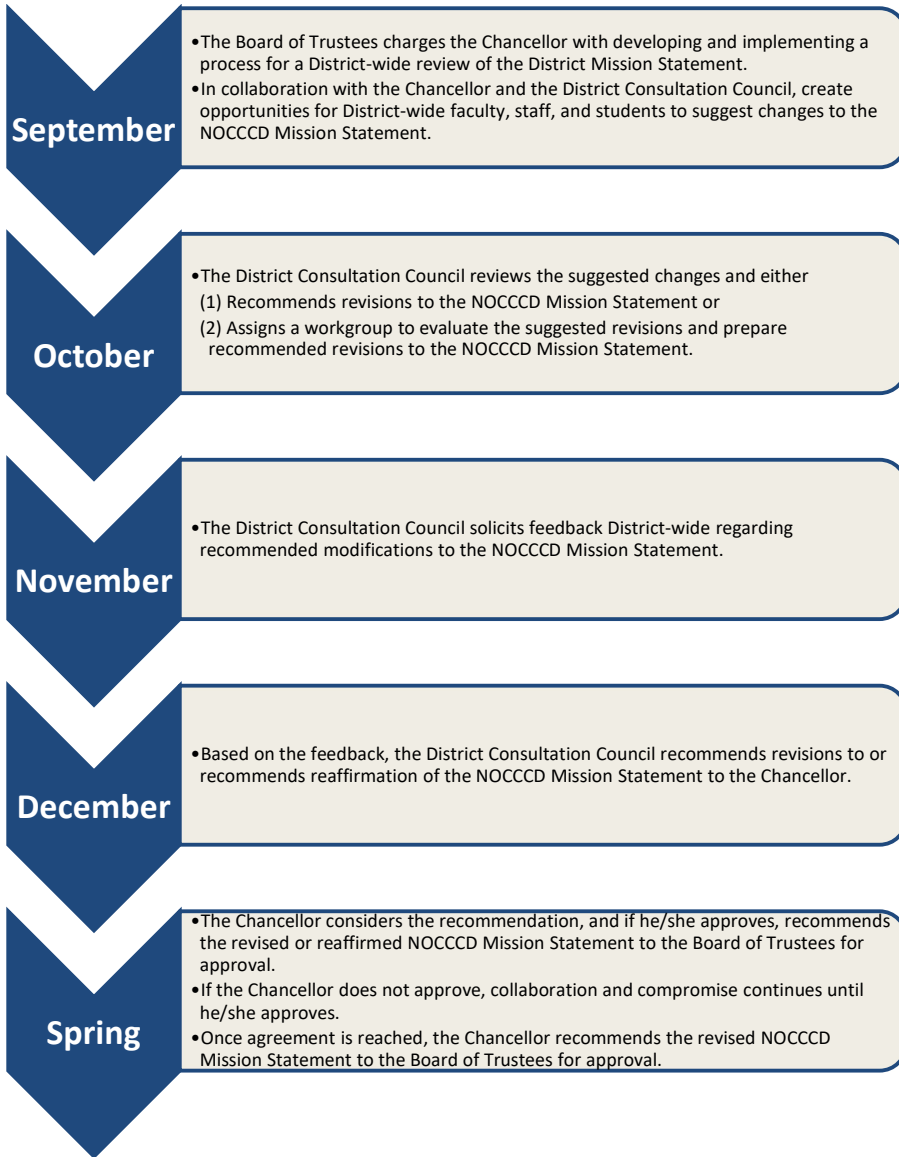 September
•The Board of Trustees charges the Chancellor with developing and implementing a
process for a District-wide review of the District Mission Statement.
•In collaboration with the Chancellor and the District Consultation Council, create
opportunities for District-wide faculty, staff, and students to suggest changes to the
NOCCCD Mission Statement.
October
•The District Consultation Council reviews the suggested changes and either
(1) Recommends revisions to the NOCCCD Mission Statement or
(2) Assigns a workgroup to evaluate the suggested revisions and prepare
recommended revisions to the NOCCCD Mission Statement.
November
•The District Consultation Council solicits feedback District-wide regarding
recommended modifications to the NOCCCD Mission Statement.
December
•Based on the feedback, the District Consultation Council recommends revisions to or
recommends reaffirmation of the NOCCCD Mission Statement to the Chancellor.
Spring
•The Chancellor considers the recommendation, and if he/she approves, recommends
the revised or reaffirmed NOCCCD Mission Statement to the Board of Trustees for
approval.
•If the Chancellor does not approve, collaboration and compromise continues until
he/she approves.
•Once agreement is reached, the Chancellor recommends the revised NOCCCD
Mission Statement to the Board of Trustees for approval.